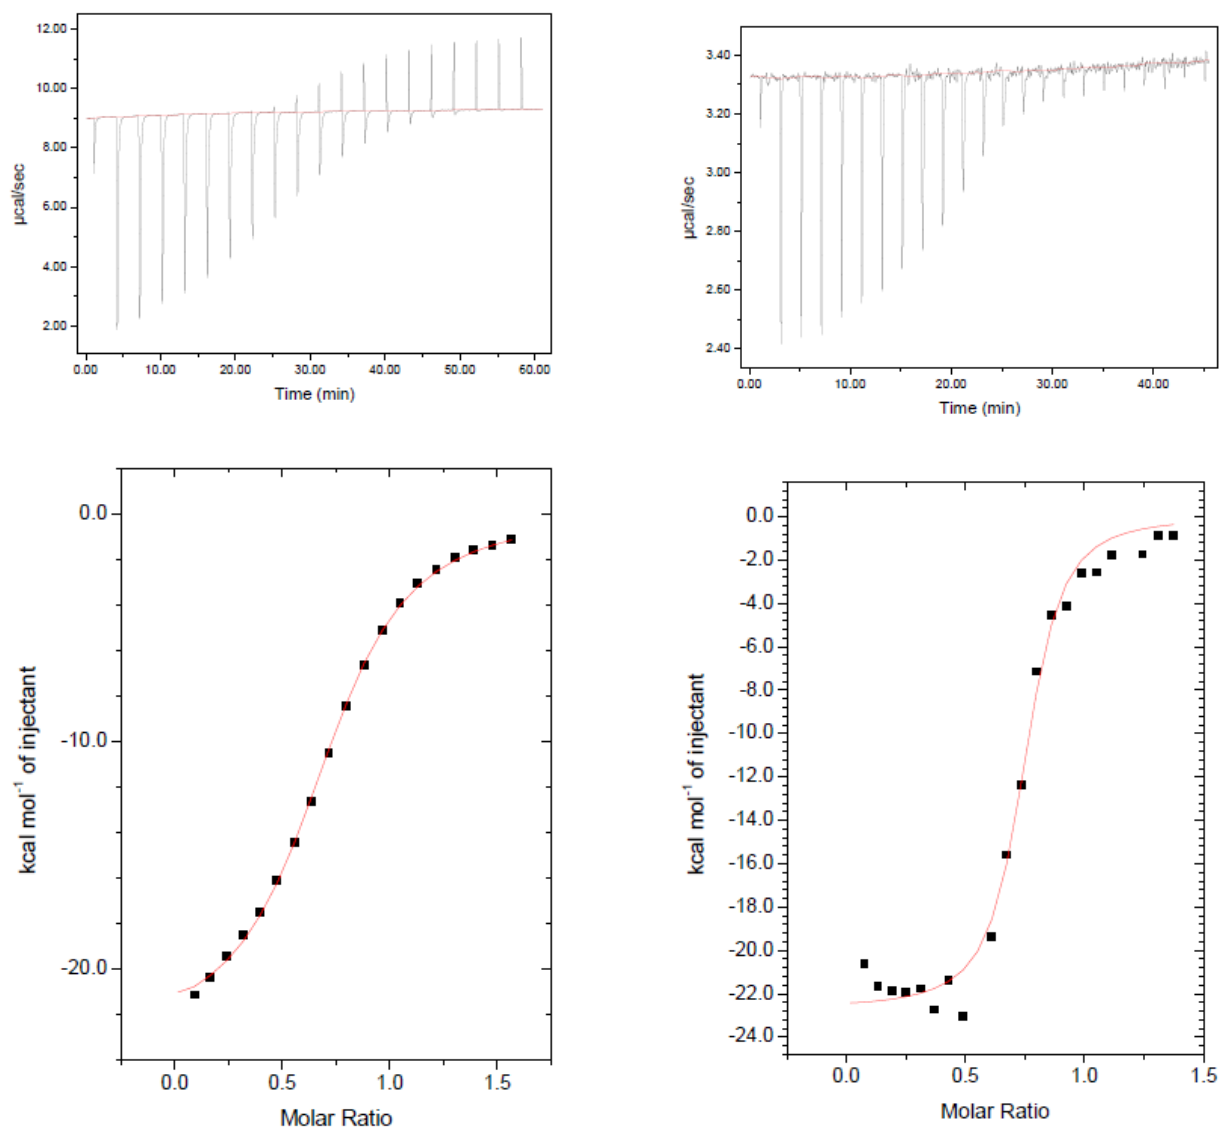 12.00
10.00
8.00
6.00
4.00
2.00
µcal/sec
0.00 10.00 20.00 30.00 40.00 50.00 60.00
Time (min)
3.40
3.20
3.00
2.80
2.60
2.40
µcal/sec
0.00 10.00 20.00 30.00 40.00
Time (min)
0.0
-10.0
-20.0
kcal mol⁻¹ of injectant
0.0 0.5 1.0 1.5
Molar Ratio
0.0
-2.0
-4.0
-6.0
-8.0
-10.0
-12.0
-14.0
-16.0
-18.0
-20.0
-22.0
-24.0
kcal mol⁻¹ of injectant
0.0 0.5 1.0 1.5
Molar Ratio